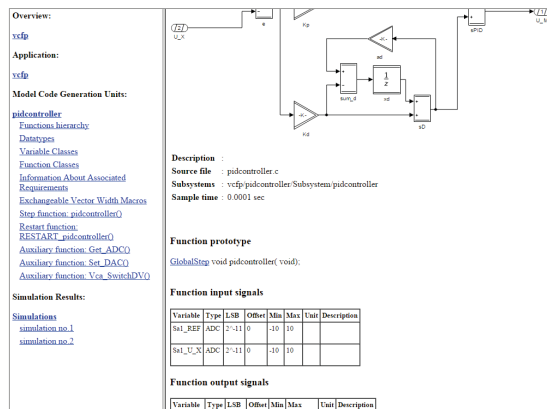 Overview:
vcfp
Application:
vcfp
Model Code Generation Units:
pidcontroller
Functions hierarchy
Datatypes
Variable Classes
Function Classes
Information About Associated
Requirements
Exchangeable Vector Width Macros
Step function: pidcontroller()
Restart function:
RESTART_pidcontroller()
Auxiliary function: Get_ADC()
Auxiliary function: Set_DAC()
Auxiliary function: Vca_SwitchDV()
Simulation Results:
Simulations
simulation no.1
simulation no.2
U_X
e
Kp
sPID
-K-
ad
sum_d
1
z
xd
-K-
Kd
sD
Description :
Source file : pidcontroller.c
Subsystems : vcfp/pidcontroller/Subsystem/pidcontroller
Sample time : 0.0001 sec
Function prototype
GlobalStep void pidcontroller( void);
Function input signals
Variable Type LSB Offset Min Max Unit Description
Sa1_REF ADC 2^-11 0 -10 10
Sa1_U_X ADC 2^-11 0 -10 10
Function output signals
Variable Type LSB Offset Min Max Unit Description